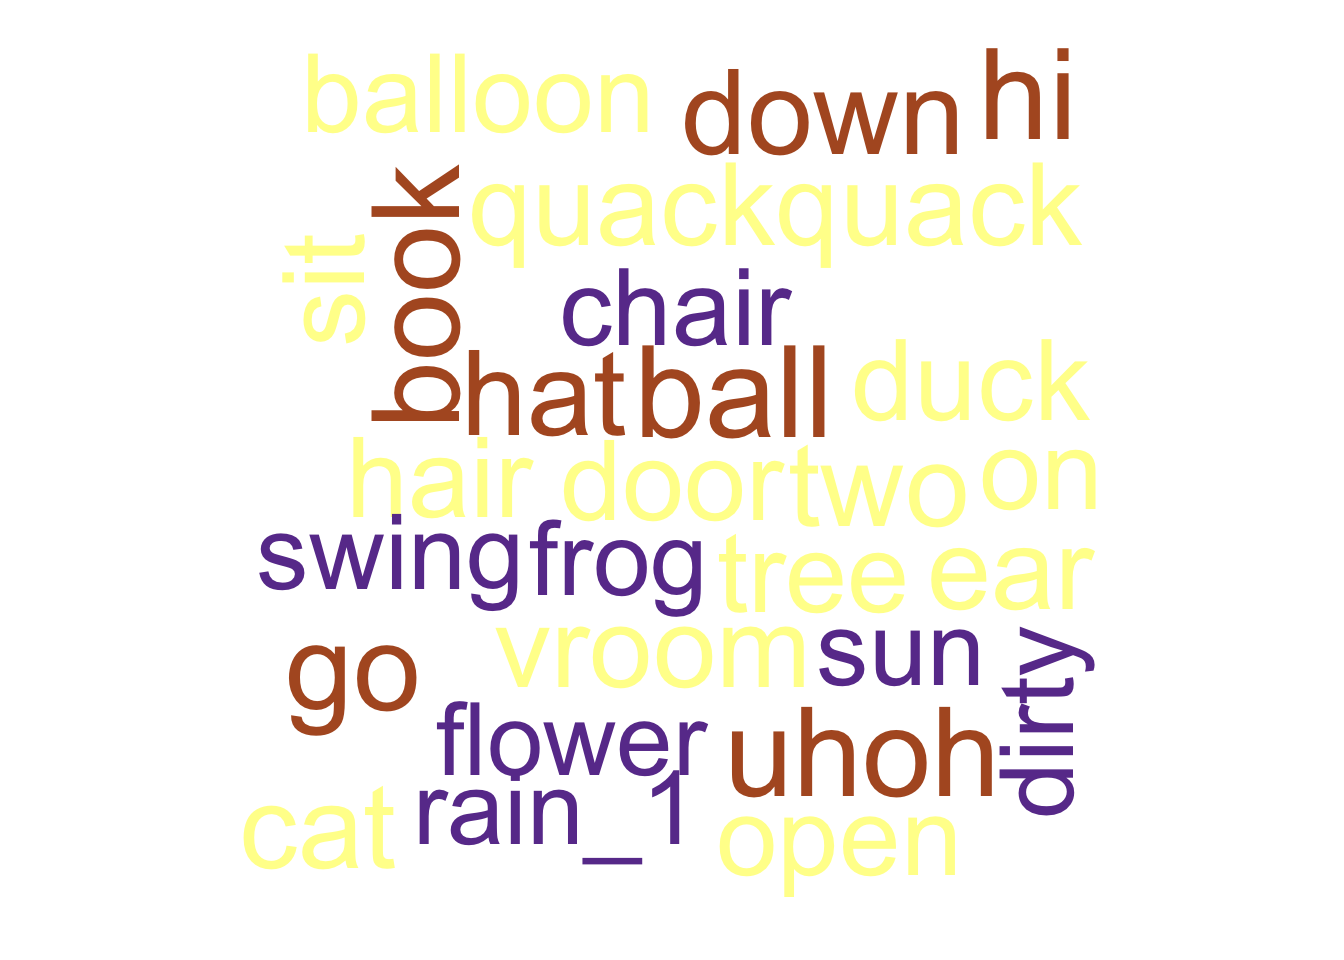 balloon down hi
quackquack
sit book chair
hat ball duck
hair door two on
swing frog tree ear
go vroom sun dirty
flower uhoh
cat rain_1 open